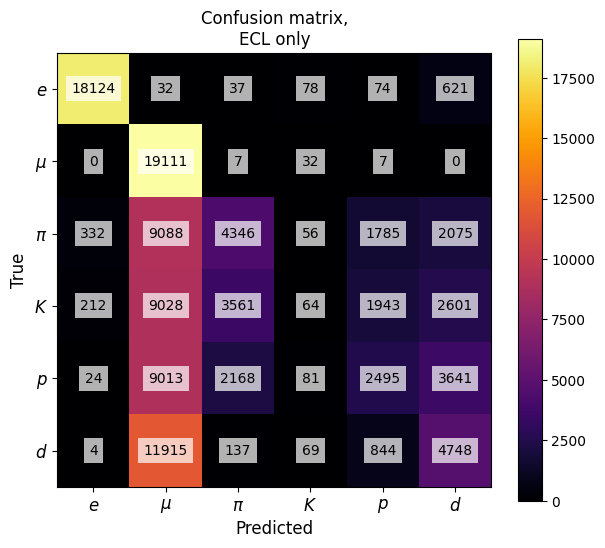 Confusion matrix,
ECL only
True
e 18124 32 37 78 74 621
μ 0 19111 7 32 7 0
π 332 9088 4346 56 1785 2075
K 212 9028 3561 64 1943 2601
p 24 9013 2168 81 2495 3641
d 4 11915 137 69 844 4748
e μ π K p d
Predicted
17500
15000
12500
10000
7500
5000
2500
0